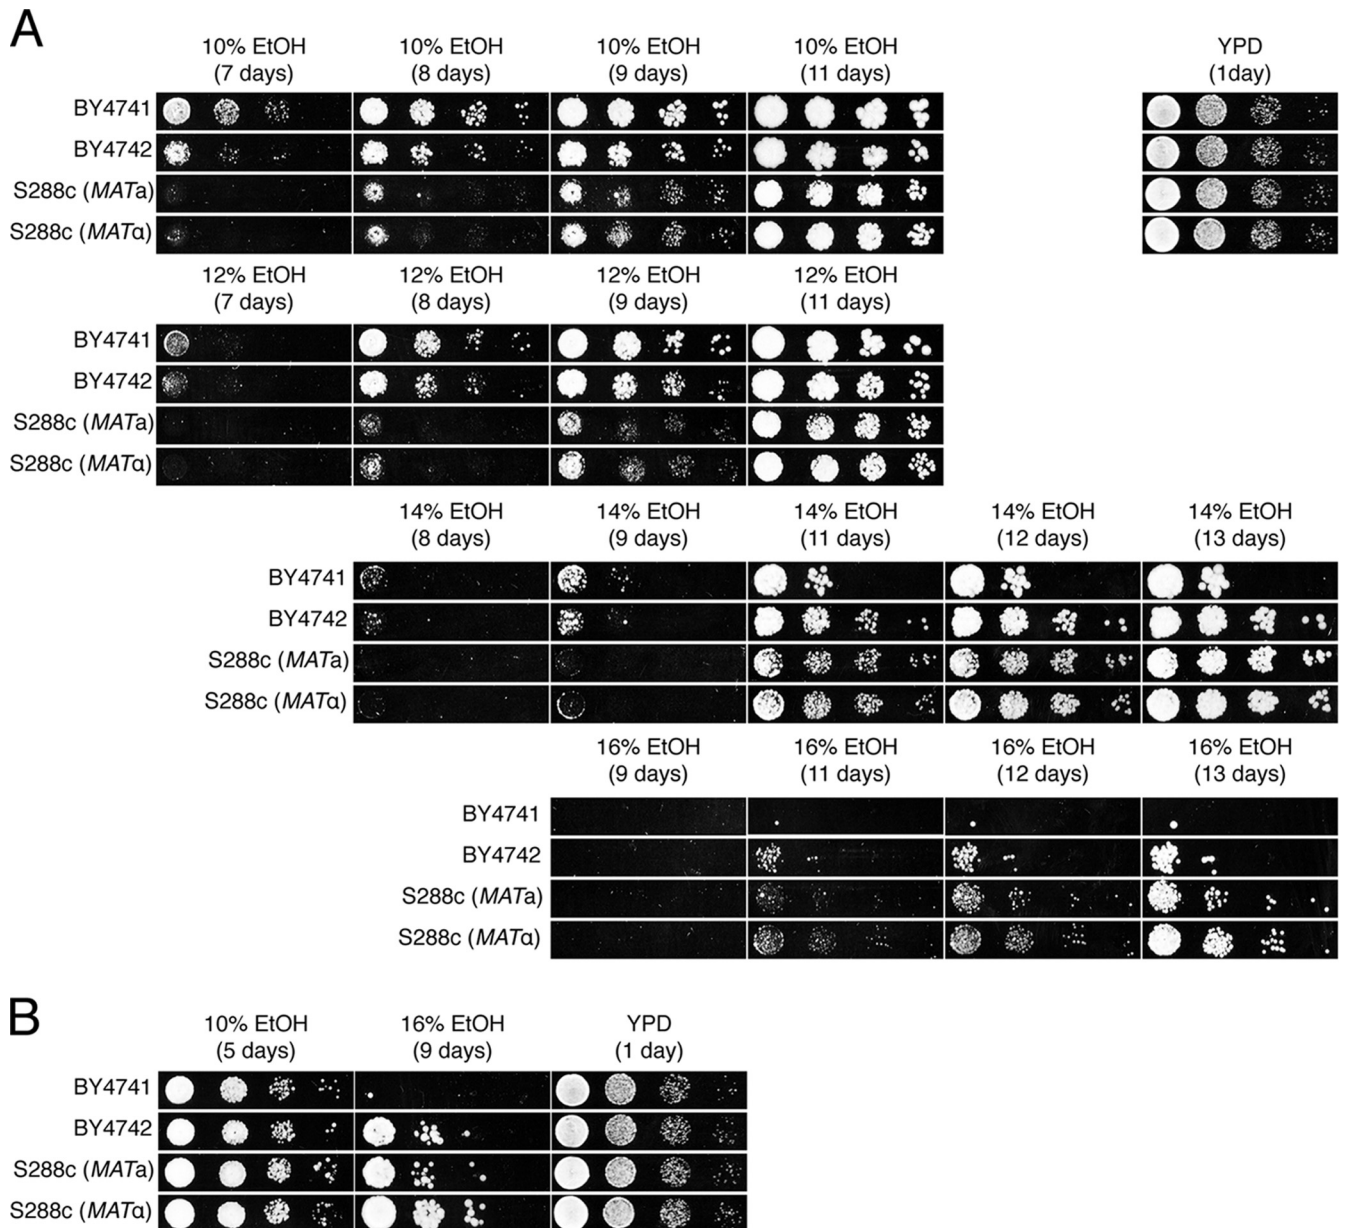 A
10% EtOH
(7 days)
10% EtOH
(8 days)
10% EtOH
(9 days)
10% EtOH
(11 days)
YPD
(1day)
BY4741
BY4742
S288c (MATa)
S288c (MATα)
12% EtOH
(7 days)
12% EtOH
(8 days)
12% EtOH
(9 days)
12% EtOH
(11 days)
BY4741
BY4742
S288c (MATa)
S288c (MATα)
14% EtOH
(8 days)
14% EtOH
(9 days)
14% EtOH
(11 days)
14% EtOH
(12 days)
14% EtOH
(13 days)
BY4741
BY4742
S288c (MATa)
S288c (MATα)
16% EtOH
(9 days)
16% EtOH
(11 days)
16% EtOH
(12 days)
16% EtOH
(13 days)
BY4741
BY4742
S288c (MATa)
S288c (MATα)
B
10% EtOH
(5 days)
16% EtOH
(9 days)
YPD
(1 day)
BY4741
BY4742
S288c (MATa)
S288c (MATα)